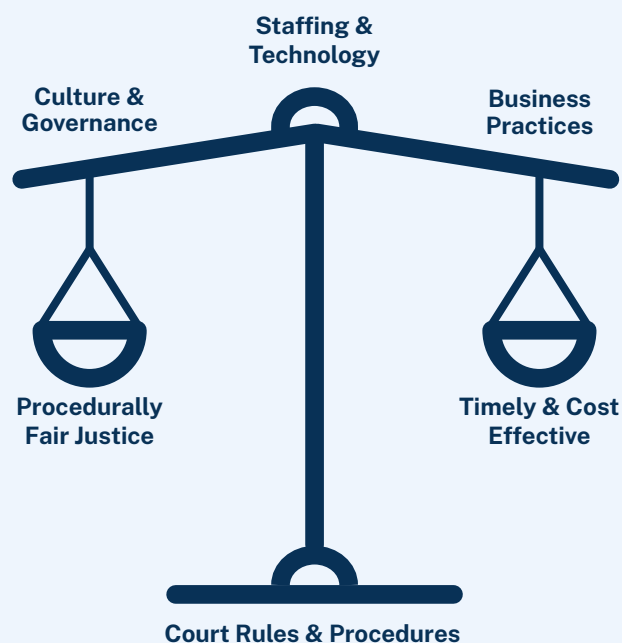 Staffing &
Technology
Culture &
Governance
Business
Practices
Procedurally
Fair Justice
Timely & Cost
Effective
Court Rules & Procedures